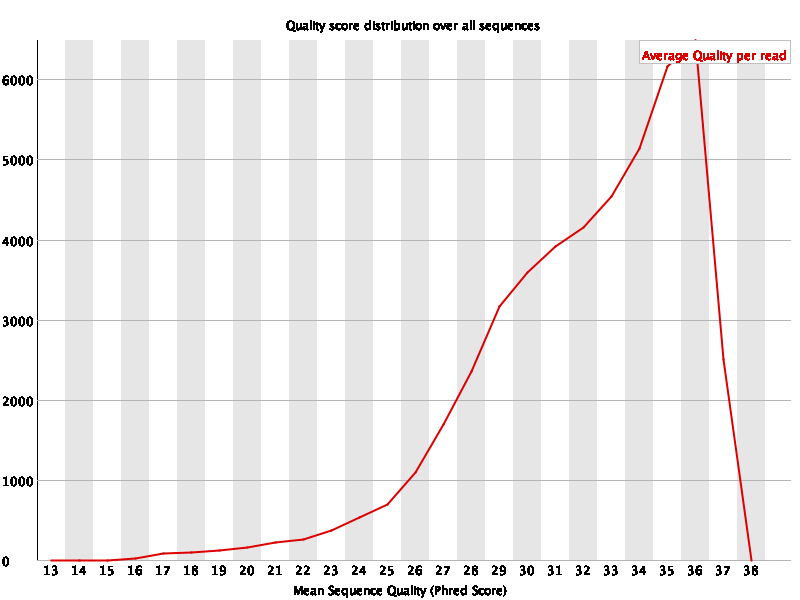 Quality score distribution over all sequences
Average Quality per read
6000
5000
4000
3000
2000
1000
0
13 14 15 16 17 18 19 20 21 22 23 24 25 26 27 28 29 30 31 32 33 34 35 36 37 38
Mean Sequence Quality (Phred Score)